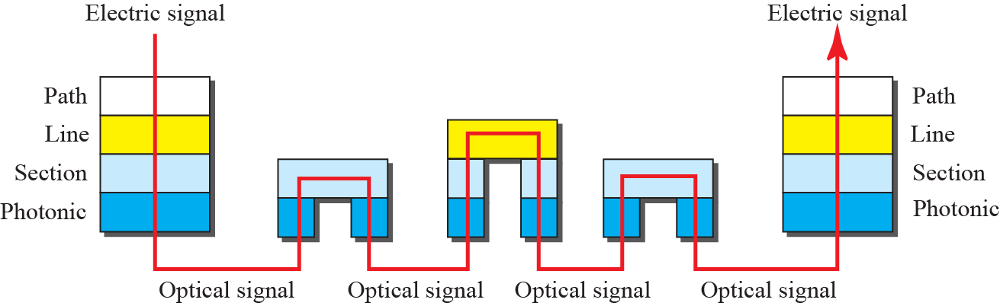 Electric signal
Electric signal
Path
Path
Line
Line
Section
Section
Photonic
Photonic
Optical signal
Optical signal
Optical signal
Optical signal